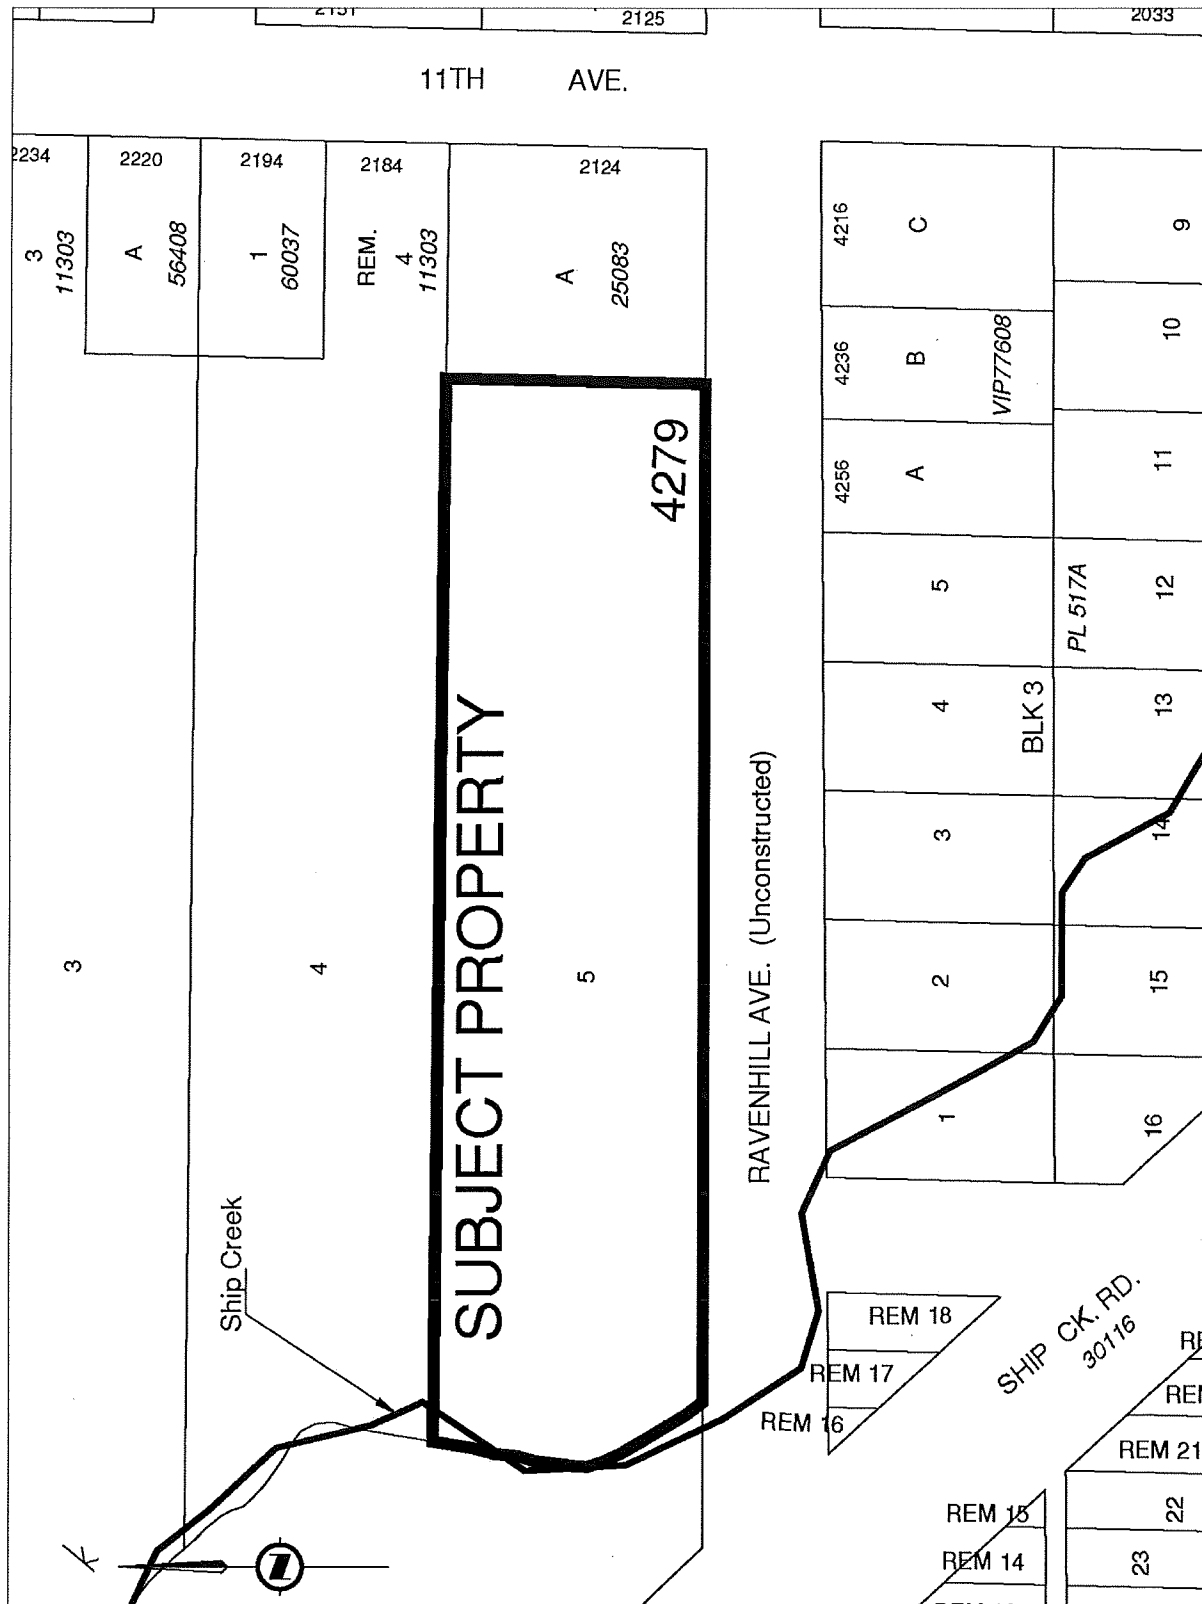 2125
2033
11TH AVE.
2234
2220
2194
2184
2124
3
11303
A
56408
1
60037
REM.
4
11303
A
25083
4216
C
9
4236
B
VIP77608
10
4256
A
11
4279
5
PL 517A
12
SUBJECT PROPERTY
4
BLK 3
13
RAVENHILL AVE. (Unconstructed)
3
14
3
4
5
2
15
1
16
Ship Creek
REM 18
REM 17
REM 16
SHIP CK. RD.
30116
REM 21
REM 15
22
REM 14
23